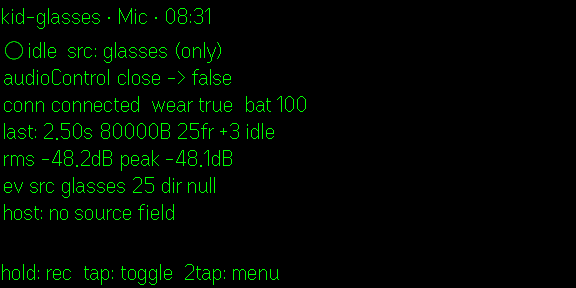 kid-glasses · Mic · 08:31
○ idle src: glasses (only)
audioControl close -> false
conn connected wear true bat 100
last: 2.50s 80000B 25fr +3 idle
rms -48.2dB peak -48.1dB
ev src glasses 25 dir null
host: no source field
hold: rec tap: toggle 2tap: menu